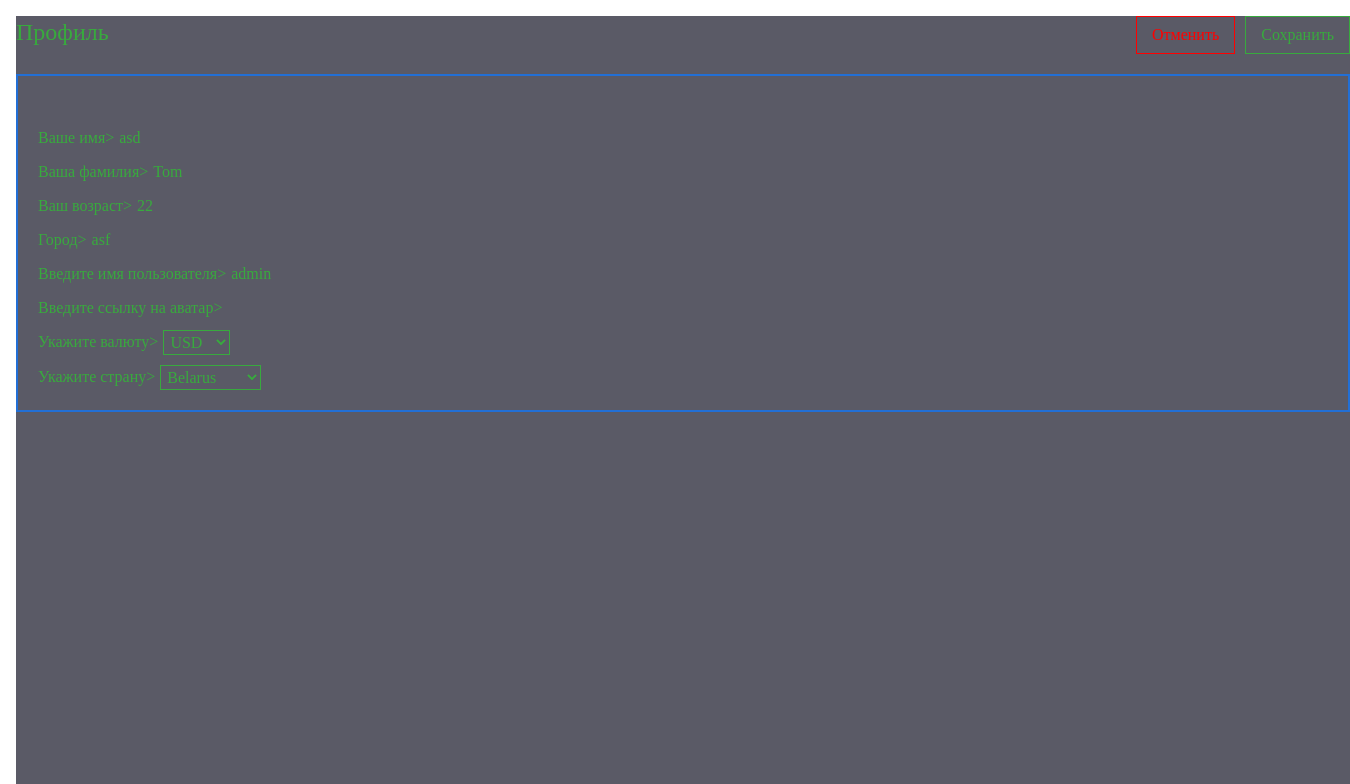 Профиль
Отменить
Сохранить
Ваше имя> asd
Ваша фамилия> Tom
Ваш возраст> 22
Город> asf
Введите имя пользователя> admin
Введите ссылку на аватар>
Укажите валюту> USD
Укажите страну> Belarus